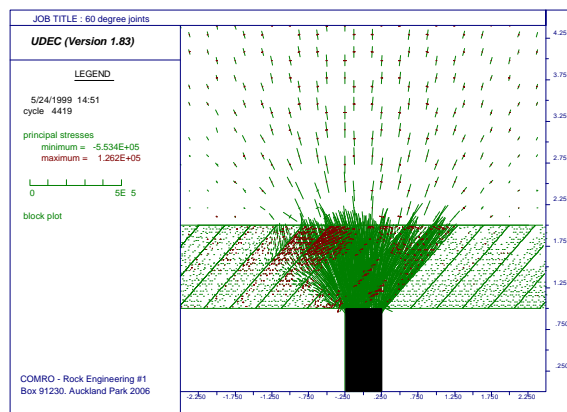 JOB TITLE : 60 degree joints
UDEC (Version 1.83)
LEGEND
5/24/1999 14:51
cycle 4419
principal stresses
minimum = -5.534E+05
maximum = 1.262E+05
0 5E 5
block plot
COMRO - Rock Engineering #1
Box 91230. Auckland Park 2006
4.25
3.75
3.25
2.75
2.25
1.75
1.25
.750
.250
-2.250 -1.750 -1.250 -.750 -.250 .250 .750 1.250 1.750 2.250